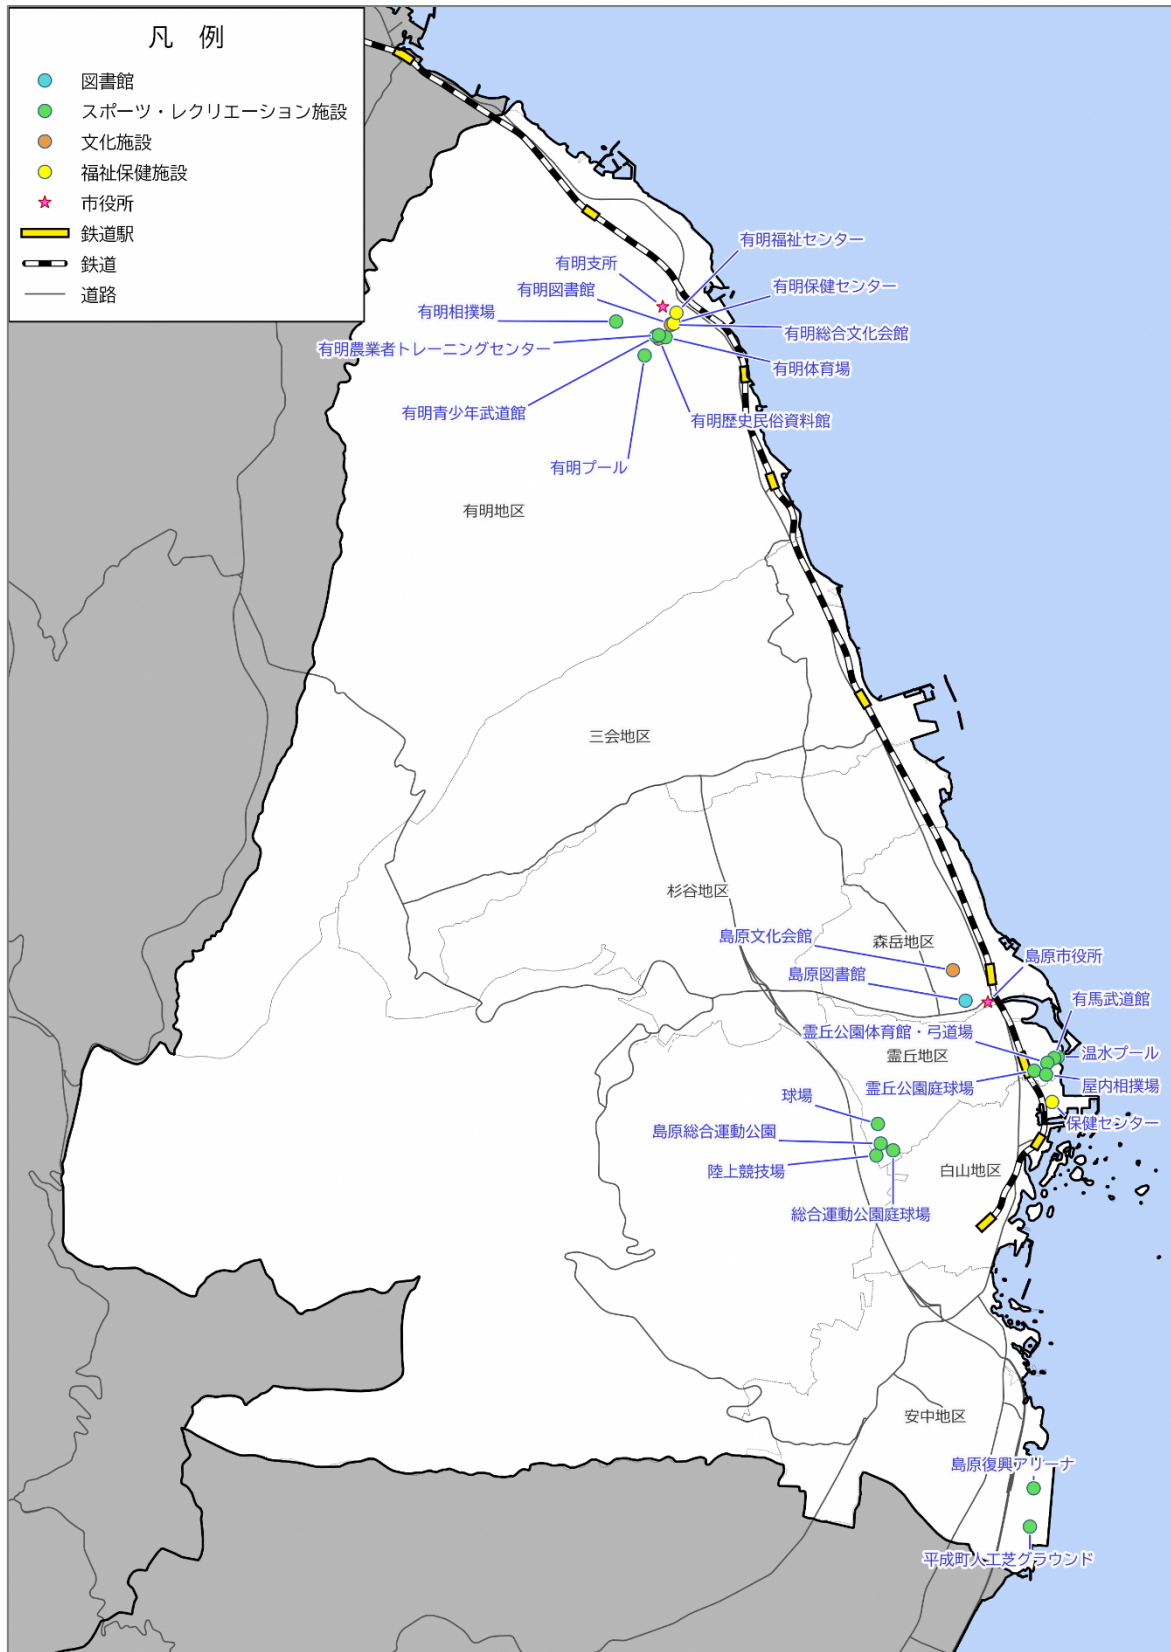 凡 例
図書館
スポーツ・レクリエーション施設
文化施設
福祉保健施設
市役所
鉄道駅
鉄道
道路
有明福祉センター
有明支所
有明保健センター
有明図書館
有明相撲場
有明総合文化会館
有明農業者トレーニングセンター
有明体育場
有明青少年武道館
有明歴史民俗資料館
有明プール
有明地区
三会地区
杉谷地区
島原文化会館
森岳地区
島原市役所
島原図書館
有馬武道館
霊丘公園体育館・弓道場
温水プール
霊丘地区
霊丘公園庭球場
屋内相撲場
球場
保健センター
島原総合運動公園
陸上競技場
白山地区
総合運動公園庭球場
安中地区
島原復興アリーナ
平成町人工芝グラウンド